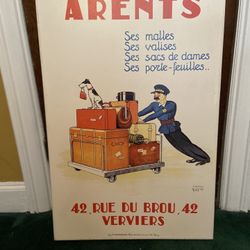 ARENTS
Ses malles
Ses valises
Ses sacs de dames
Ses porte-feuilles..
42, RUE DU BROU, 42
VERVIERS